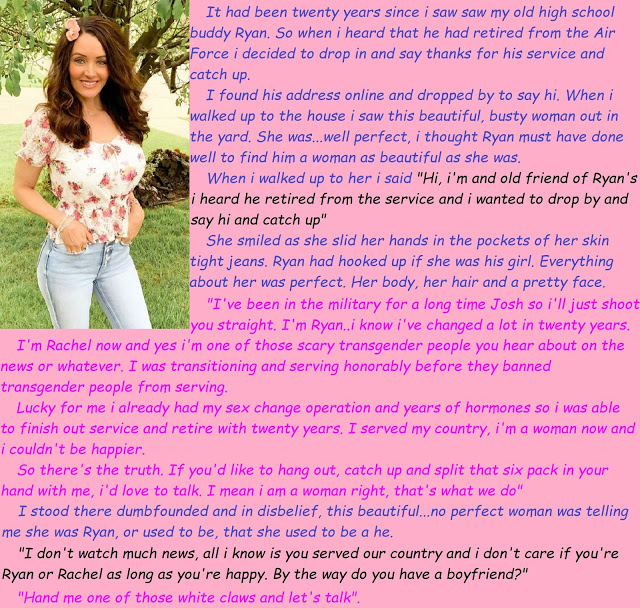 It had been twenty years since i saw saw my old high school
buddy Ryan. So when i heard that he had retired from the Air
Force i decided to drop in and say thanks for his service and
catch up.
I found his address online and dropped by to say hi. When i
walked up to the house i saw this beautiful, busty woman out in
the yard. She was...well perfect, i thought Ryan must have done
well to find him a woman as beautiful as she was.
When i walked up to her i said "Hi, i'm and old friend of Ryan's
i heard he retired from the service and i wanted to drop by and
say hi and catch up"
She smiled as she slid her hands in the pockets of her skin
tight jeans. Ryan had hooked up if she was his girl. Everything
about her was perfect. Her body, her hair and a pretty face.
"I've been in the military for a long time Josh so i'll just shoot
you straight. I'm Ryan..i know i've changed a lot in twenty years.
I'm Rachel now and yes i'm one of those scary transgender people you hear about on the
news or whatever. I was transitioning and serving honorably before they banned
transgender people from serving.
Lucky for me i already had my sex change operation and years of hormones so i was able
to finish out service and retire with twenty years. I served my country, i'm a woman now and
i couldn't be happier.
So there's the truth. If you'd like to hang out, catch up and split that six pack in your
hand with me, i'd love to talk. I mean i am a woman right, that's what we do"
I stood there dumbfounded and in disbelief, this beautiful...no perfect woman was telling
me she was Ryan, or used to be, that she used to be a he.
"I don't watch much news, all i know is you served our country and i don't care if you're
Ryan or Rachel as long as you're happy. By the way do you have a boyfriend?"
"Hand me one of those white claws and let's talk".